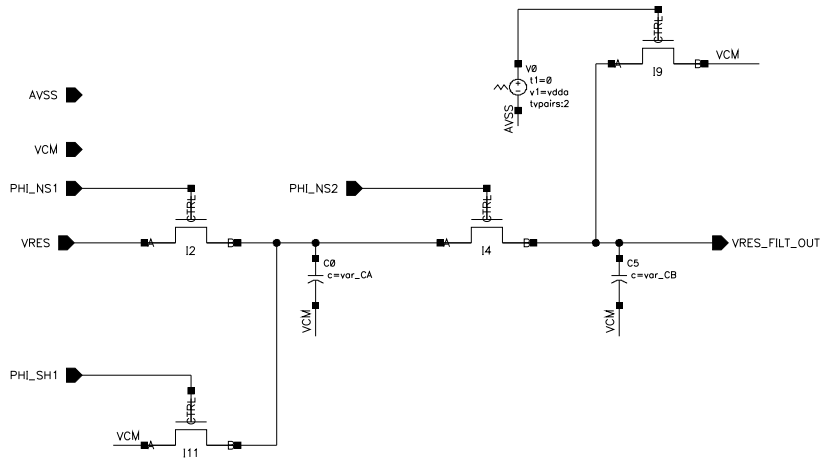 CTRL
VCM
A
B
I9
V0
t1=0
v1=vdda
tvpairs:2
AVSS
AVSS
VCM
PHI_NS1
CTRL
PHI_NS2
CTRL
VRES
A
B
I2
A
B
I4
VRES_FILT_OUT
C0
c=var_CA
VCM
C5
c=var_CB
VCM
PHI_SH1
CTRL
VCM
A
B
I11